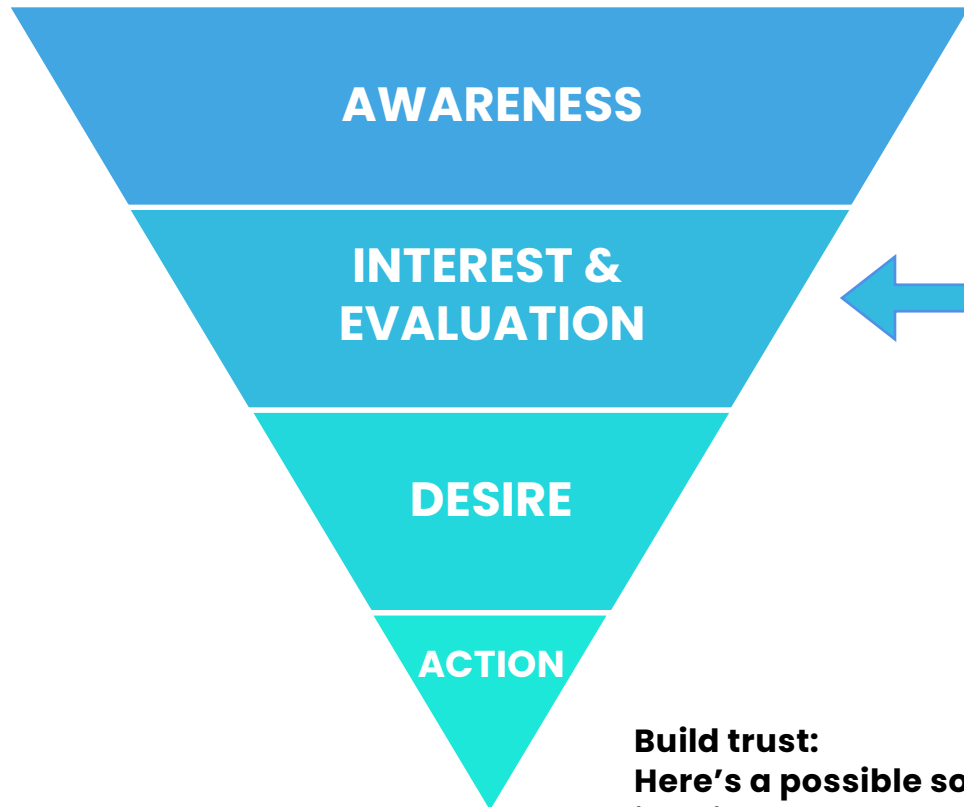 AWARENESS
INTEREST &
EVALUATION
DESIRE
ACTION
Build trust:
Here’s a possible so